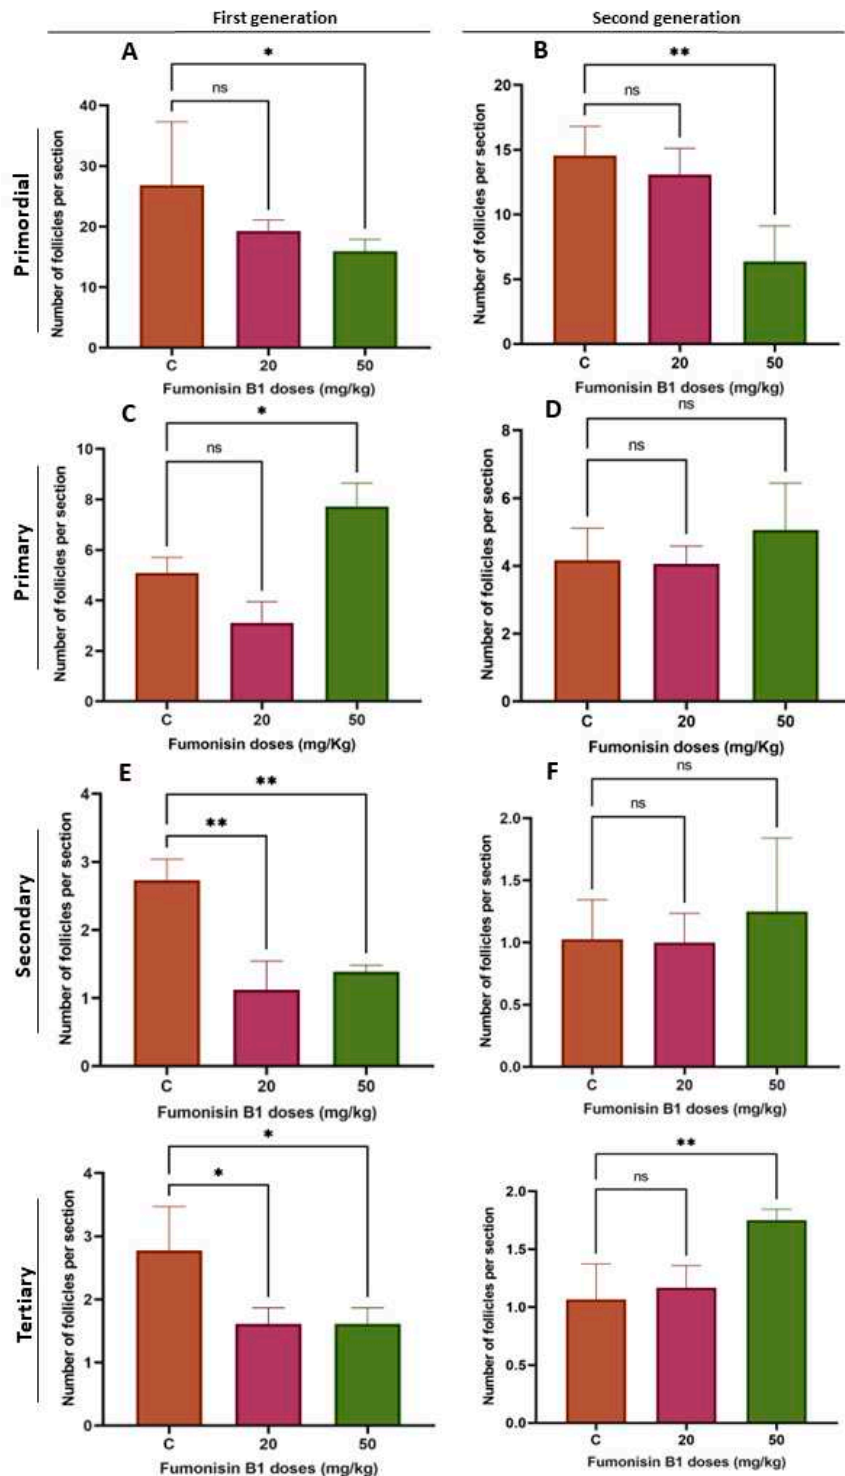 First generation
Second generation
Primordial
A
*
ns
Number of follicles per section
40
30
20
10
0
C 20 50
Fumonisin B1 doses (mg/kg)
B
**
ns
Number of follicles per section
20
15
10
5
0
C 20 50
Fumonisin B1 doses (mg/kg)
Primary
C
*
ns
Number of follicles per section
10
8
6
4
2
0
C 20 50
Fumonisin doses (mg/Kg)
D
ns
ns
Number of follicles per section
8
6
4
2
0
C 20 50
Fumonisin doses (mg/Kg)
Secondary
E
**
**
Number of follicles per section
4
3
2
1
0
C 20 50
Fumonisin B1 doses (mg/kg)
F
ns
ns
Number of follicles per section
2.0
1.5
1.0
0.5
0.0
C 20 50
Fumonisin B1 doses (mg/kg)
Tertiary
*
*
Number of follicles per section
4
3
2
1
0
C 20 50
Fumonisin B1 doses (mg/kg)
**
ns
Number of follicles per section
2.0
1.5
1.0
0.5
0.0
C 20 50
Fumonisin B1 doses (mg/kg)